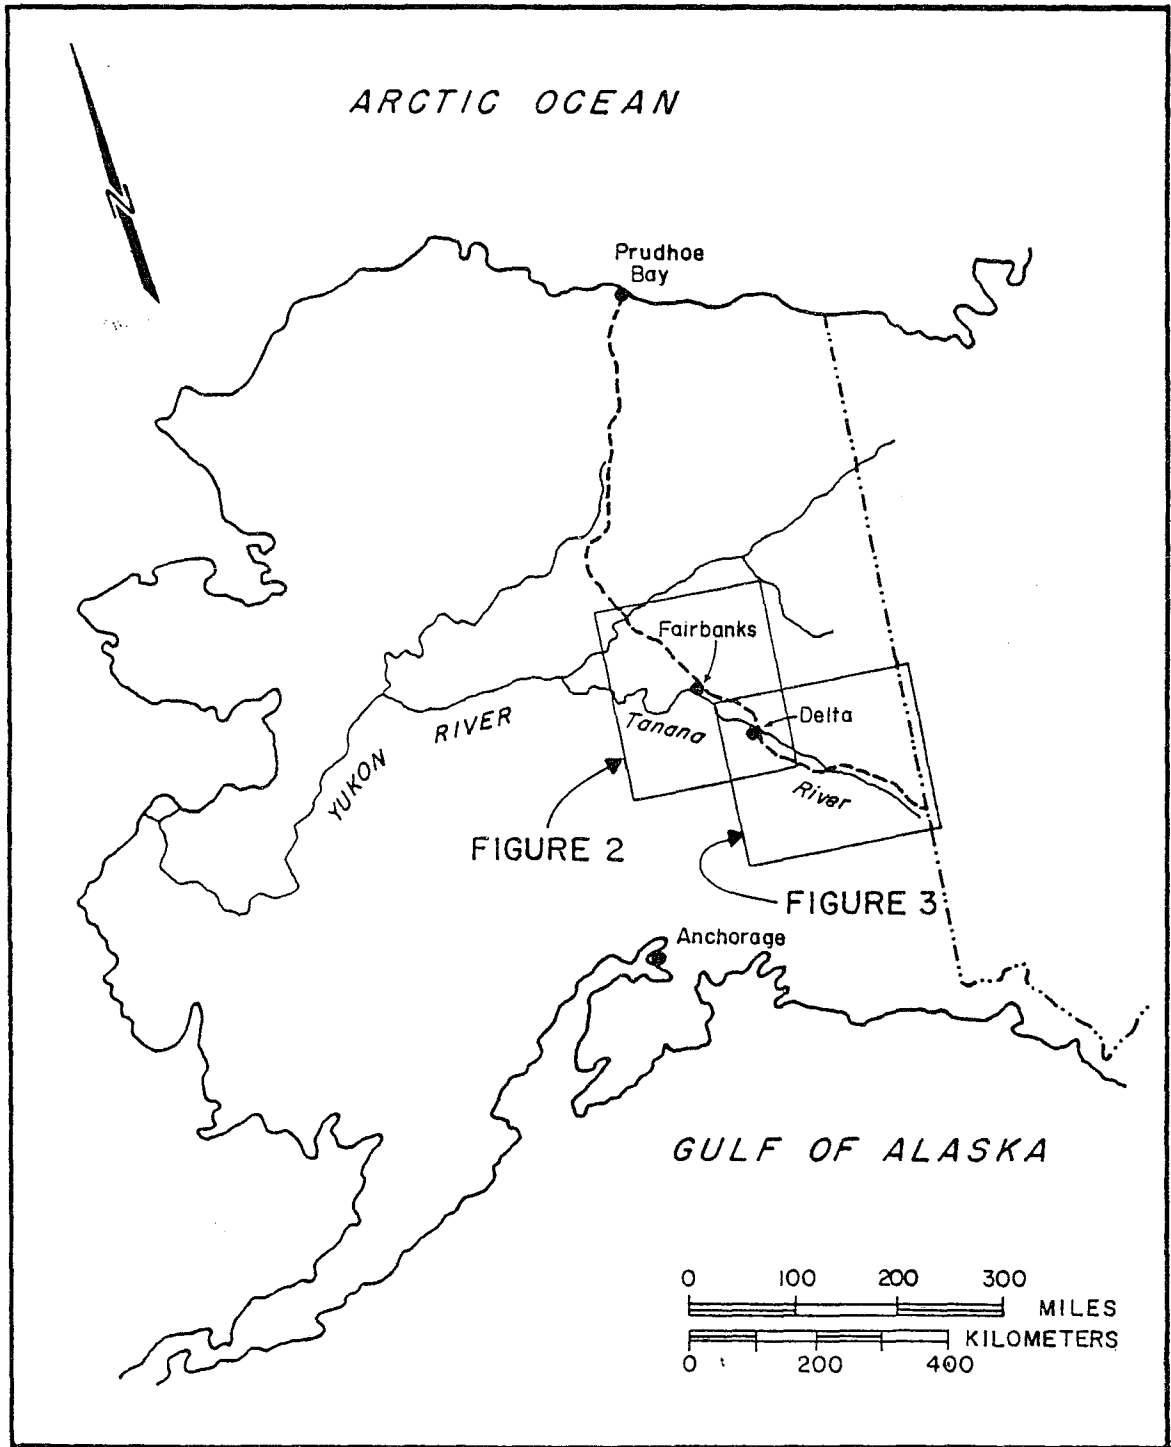 ARCTIC OCEAN
N
Prudhoe
Bay
Fairbanks
Delta
Tanana
River
YUKON
RIVER
FIGURE 2
FIGURE 3
Anchorage
GULF OF ALASKA
0 100 200 300
MILES
KILOMETERS
0 200 400